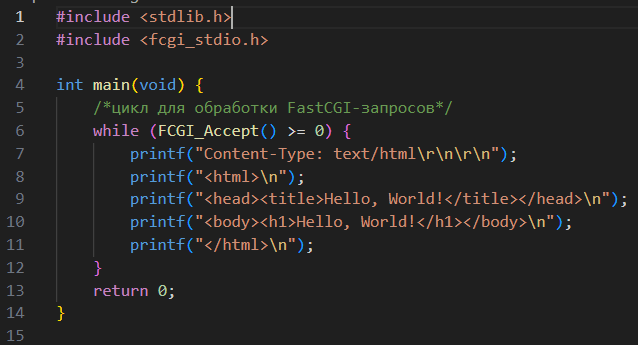 1 #include <stdlib.h>
2 #include <fcgi_stdio.h>
3
4 int main(void) {
5     /*цикл для обработки FastCGI-запросов*/
6     while (FCGI_Accept() >= 0) {
7         printf("Content-Type: text/html\r\n\r\n");
8         printf("<html>\n");
9         printf("<head><title>Hello, World!</title></head>\n");
10         printf("<body><h1>Hello, World!</h1></body>\n");
11         printf("</html>\n");
12     }
13     return 0;
14 }
15